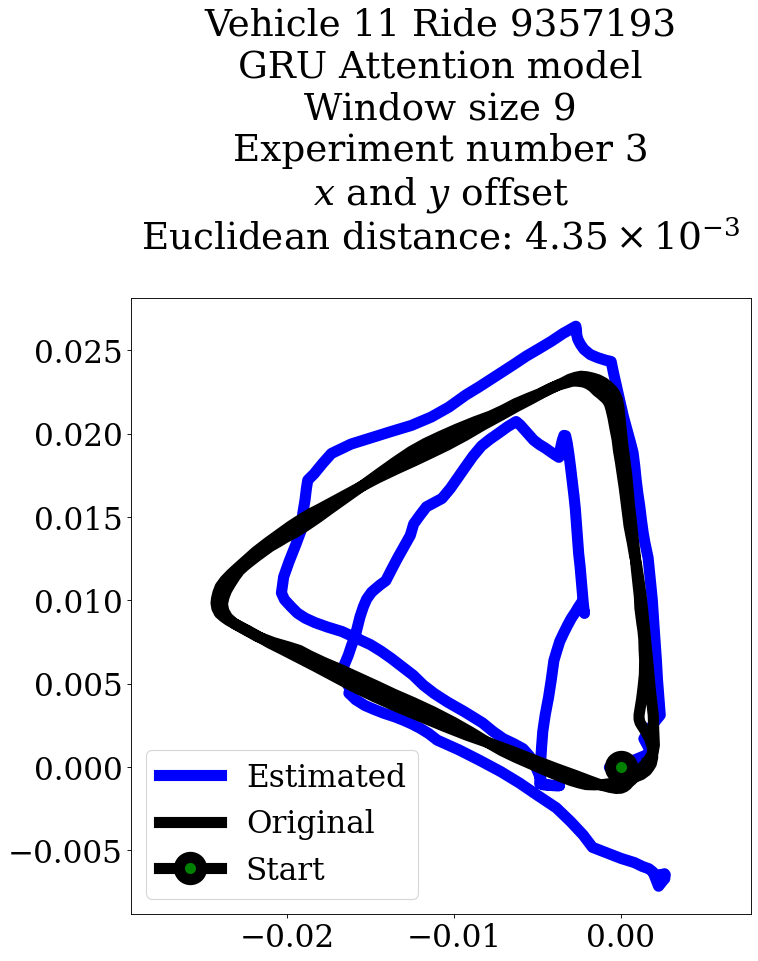 Vehicle 11 Ride 9357193
GRU Attention model
Window size 9
Experiment number 3
x and y offset
Euclidean distance: 4.35 × 10⁻³
0.025
0.020
0.015
0.010
0.005
0.000
−0.005
Estimated
Original
Start
−0.02 −0.01 0.00